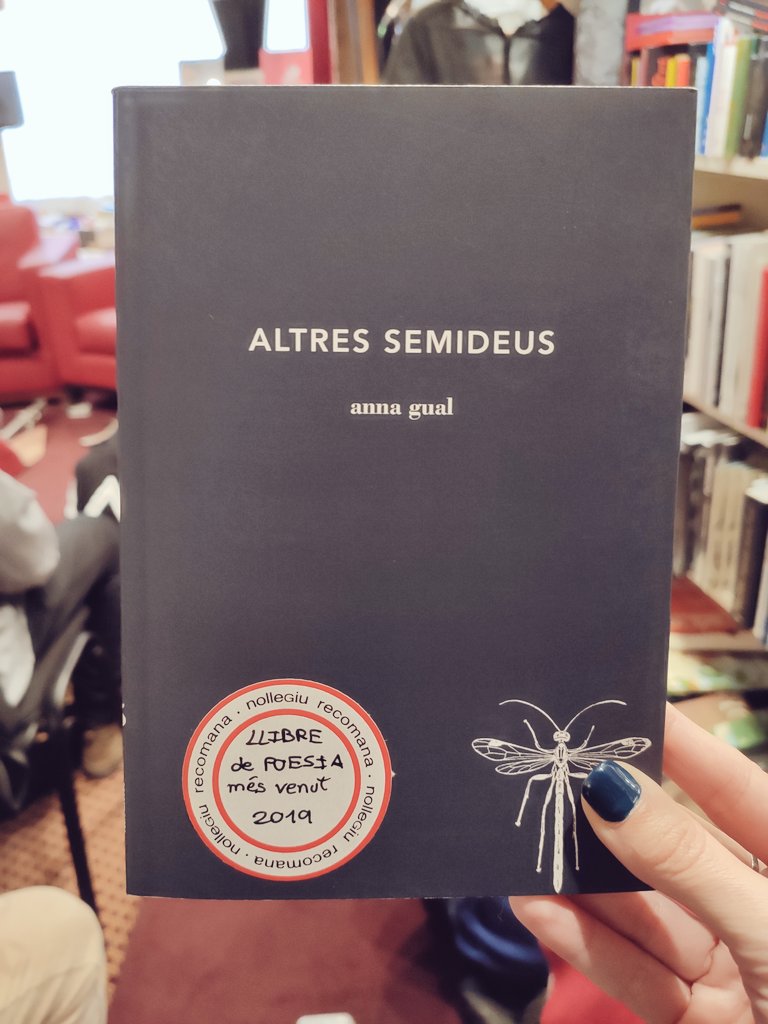 ALTRES SEMIDEUS
anna gual
nollegiu recomana · nollegiu recomana · nollegiu recomana ·
LLIBRE
de POESIA
més venut
2019